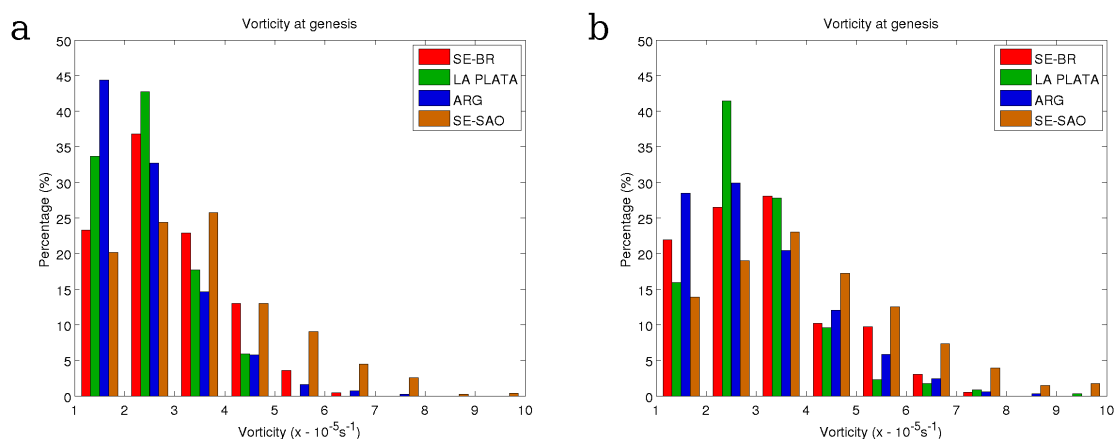 a
Vorticity at genesis
50
45
40
35
30
25
20
15
10
5
0
Percentage (%)
SE-BR
LA PLATA
ARG
SE-SAO
1 2 3 4 5 6 7 8 9 10
Vorticity (x - 10⁻⁵s⁻¹)
b
Vorticity at genesis
50
45
40
35
30
25
20
15
10
5
0
Percentage (%)
SE-BR
LA PLATA
ARG
SE-SAO
1 2 3 4 5 6 7 8 9 10
Vorticity (x - 10⁻⁵s⁻¹)